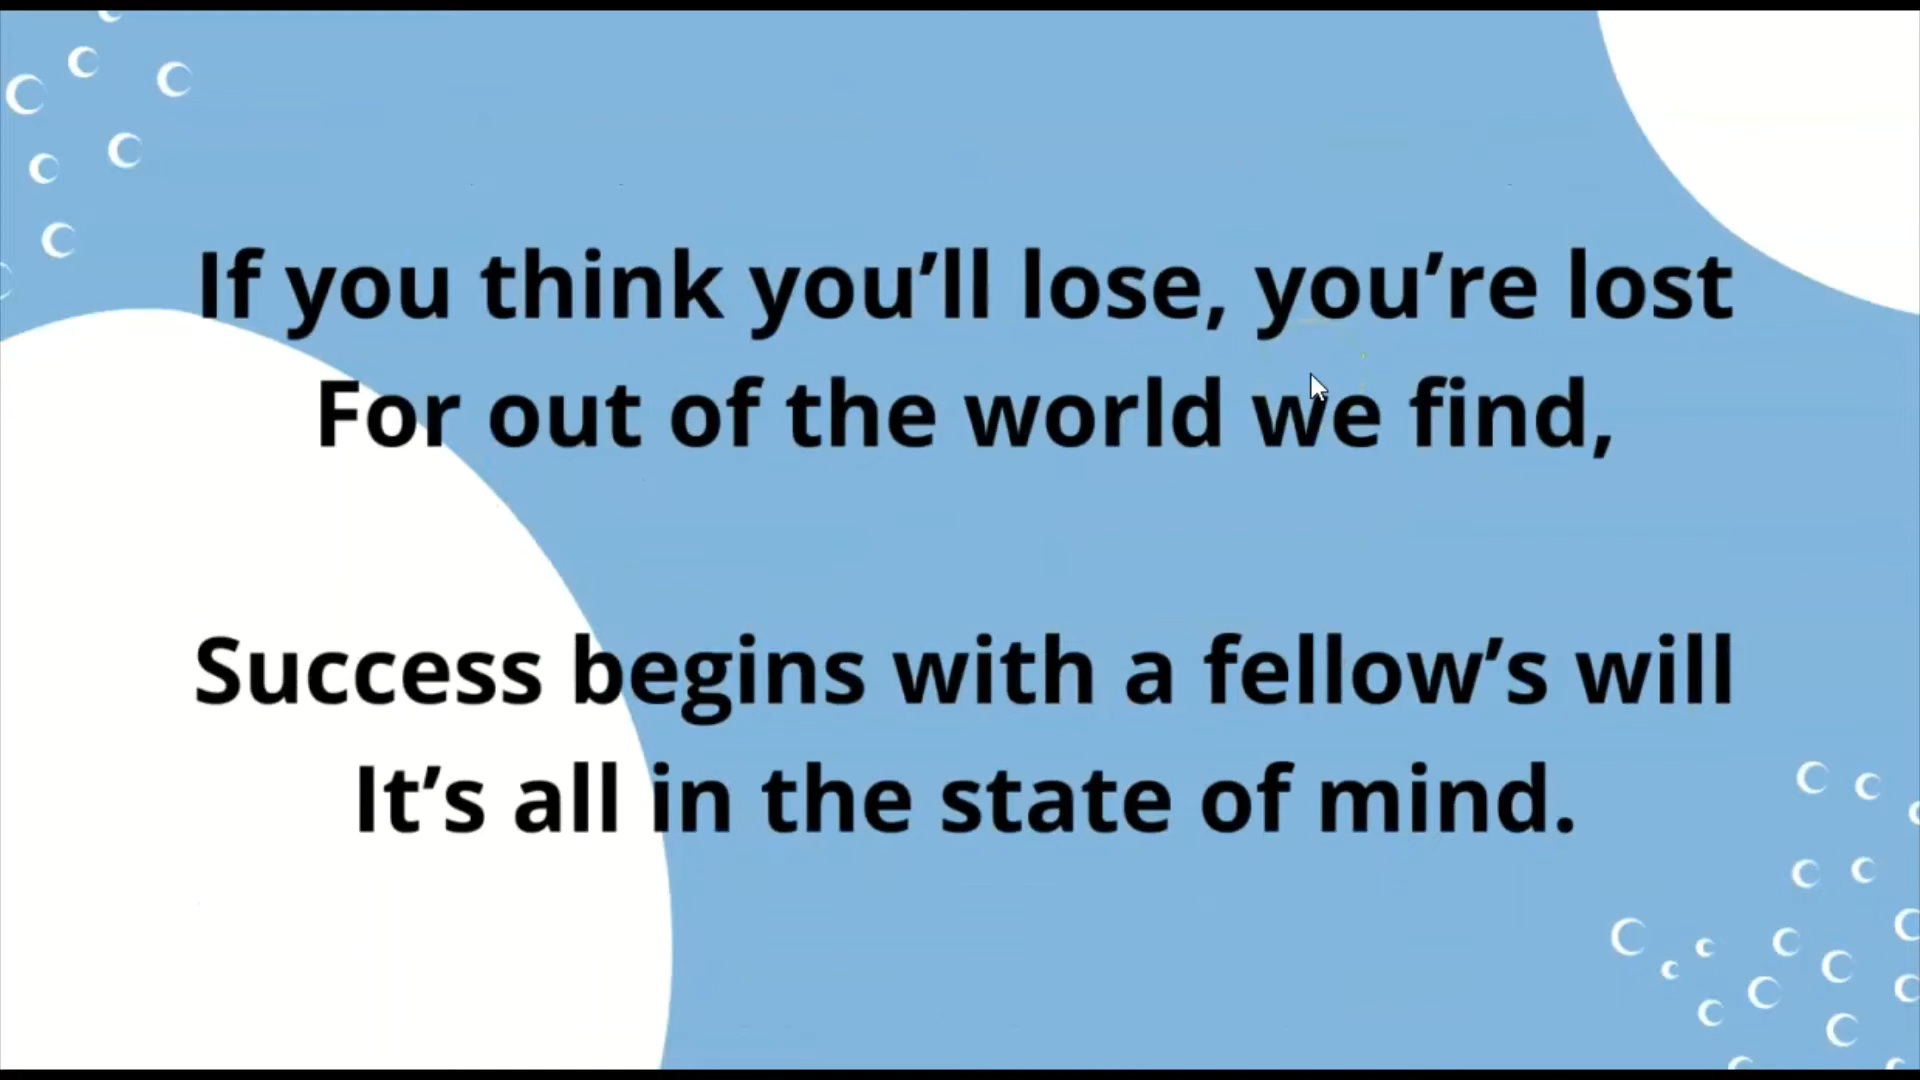 If you think you’ll lose, you’re lost
For out of the world we find,
Success begins with a fellow’s will
It’s all in the state of mind.